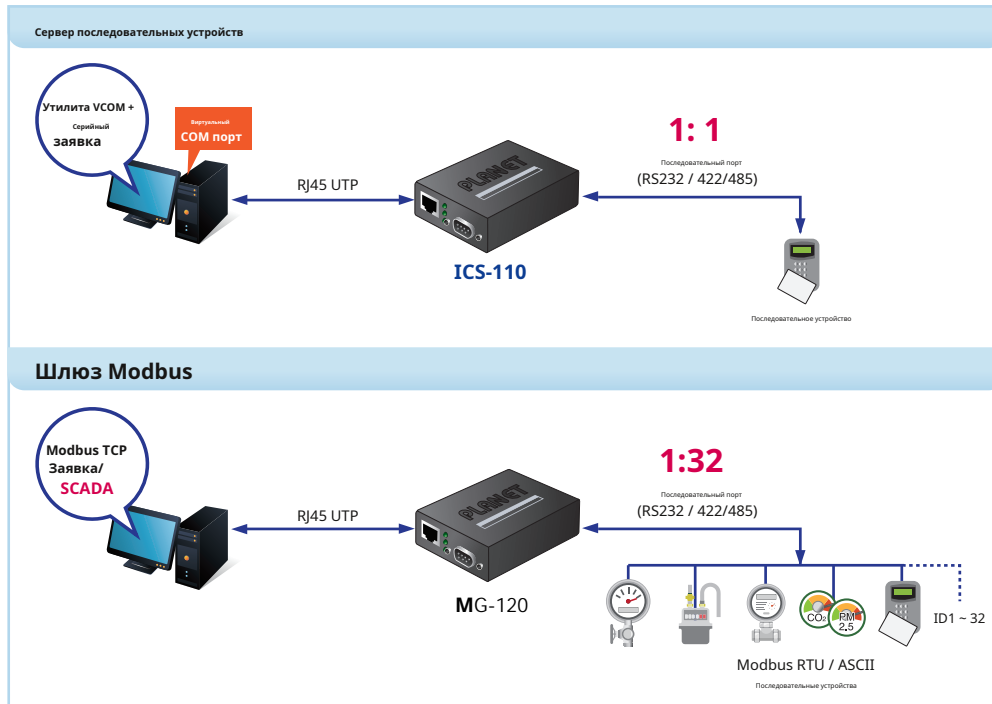 Сервер последовательных устройств
Утилита VCOM +
Серийный
заявка
Виртуальный
COM порт
RJ45 UTP
PLANET
ICS-110
1: 1
Последовательный порт
(RS232 / 422/485)
Последовательное устройство
Шлюз Modbus
Modbus TCP
Заявка/
SCADA
RJ45 UTP
PLANET
MG-120
1:32
Последовательный порт
(RS232 / 422/485)
CO₂
PM
2.5
ID1 ~ 32
Modbus RTU / ASCII
Последовательные устройства